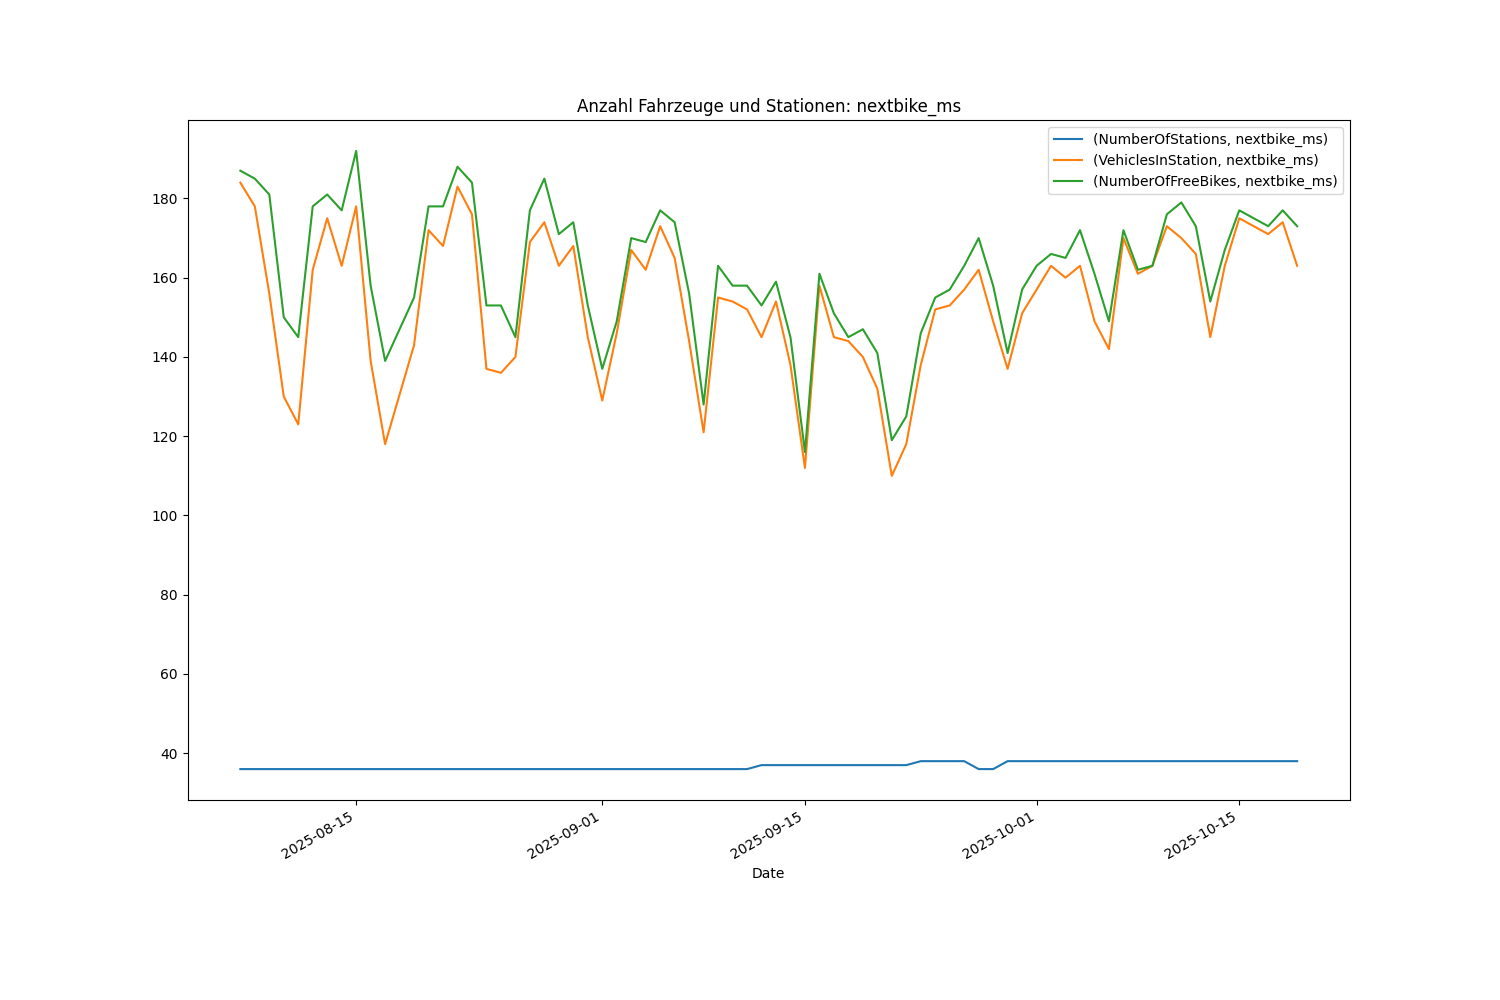 Anzahl Fahrzeuge und Stationen: nextbike_ms
(NumberOfStations, nextbike_ms)
(VehiclesInStation, nextbike_ms)
(NumberOfFreeBikes, nextbike_ms)
180
160
140
120
100
80
60
40
2025-08-15
2025-09-01
2025-09-15
2025-10-01
2025-10-15
Date